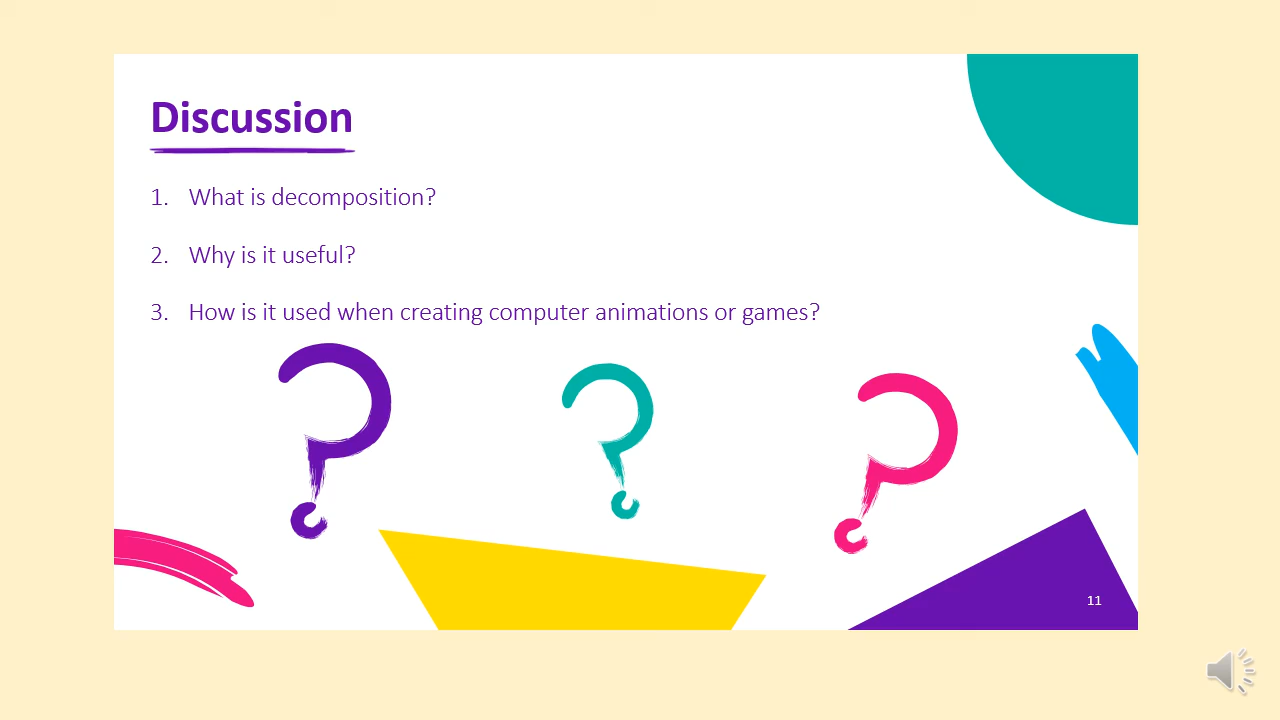 Discussion
1. What is decomposition?
2. Why is it useful?
3. How is it used when creating computer animations or games?
11